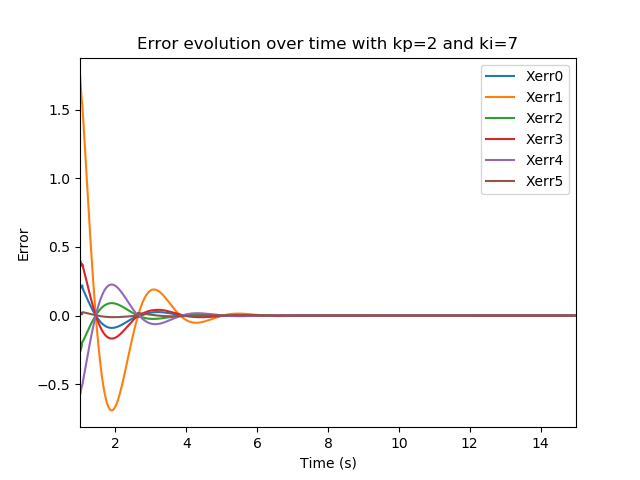 Error evolution over time with kp=2 and ki=7
Xerr0
Xerr1
Xerr2
Xerr3
Xerr4
Xerr5
1.5
1.0
0.5
0.0
−0.5
Error
2 4 6 8 10 12 14
Time (s)